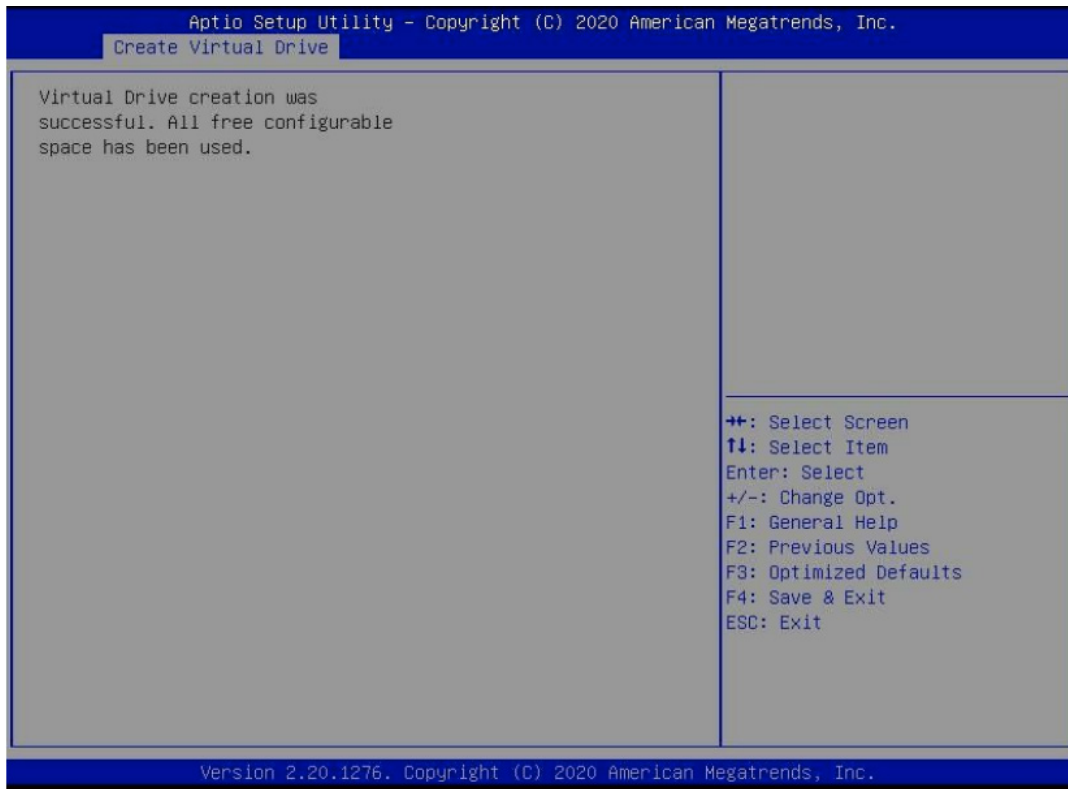 Aptio Setup Utility – Copyright (C) 2020 American Megatrends, Inc.
Create Virtual Drive
Virtual Drive creation was
successful. All free configurable
space has been used.
→←: Select Screen
↑↓: Select Item
Enter: Select
+/-: Change Opt.
F1: General Help
F2: Previous Values
F3: Optimized Defaults
F4: Save & Exit
ESC: Exit
Version 2.20.1276. Copyright (C) 2020 American Megatrends, Inc.